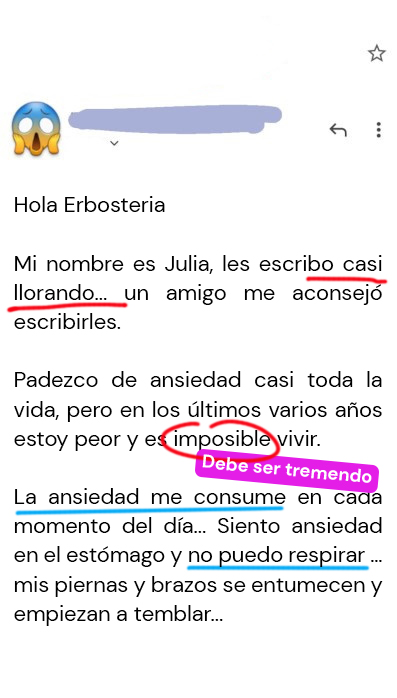 Hola Erbosteria
Mi nombre es Julia, les escribo casi
llorando... un amigo me aconsejó
escribirles.
Padezco de ansiedad casi toda la
vida, pero en los últimos varios años
estoy peor y es imposible vivir.
Debe ser tremendo
La ansiedad me consume en cada
momento del día... Siento ansiedad
en el estómago y no puedo respirar ...
mis piernas y brazos se entumecen y
empiezan a temblar...